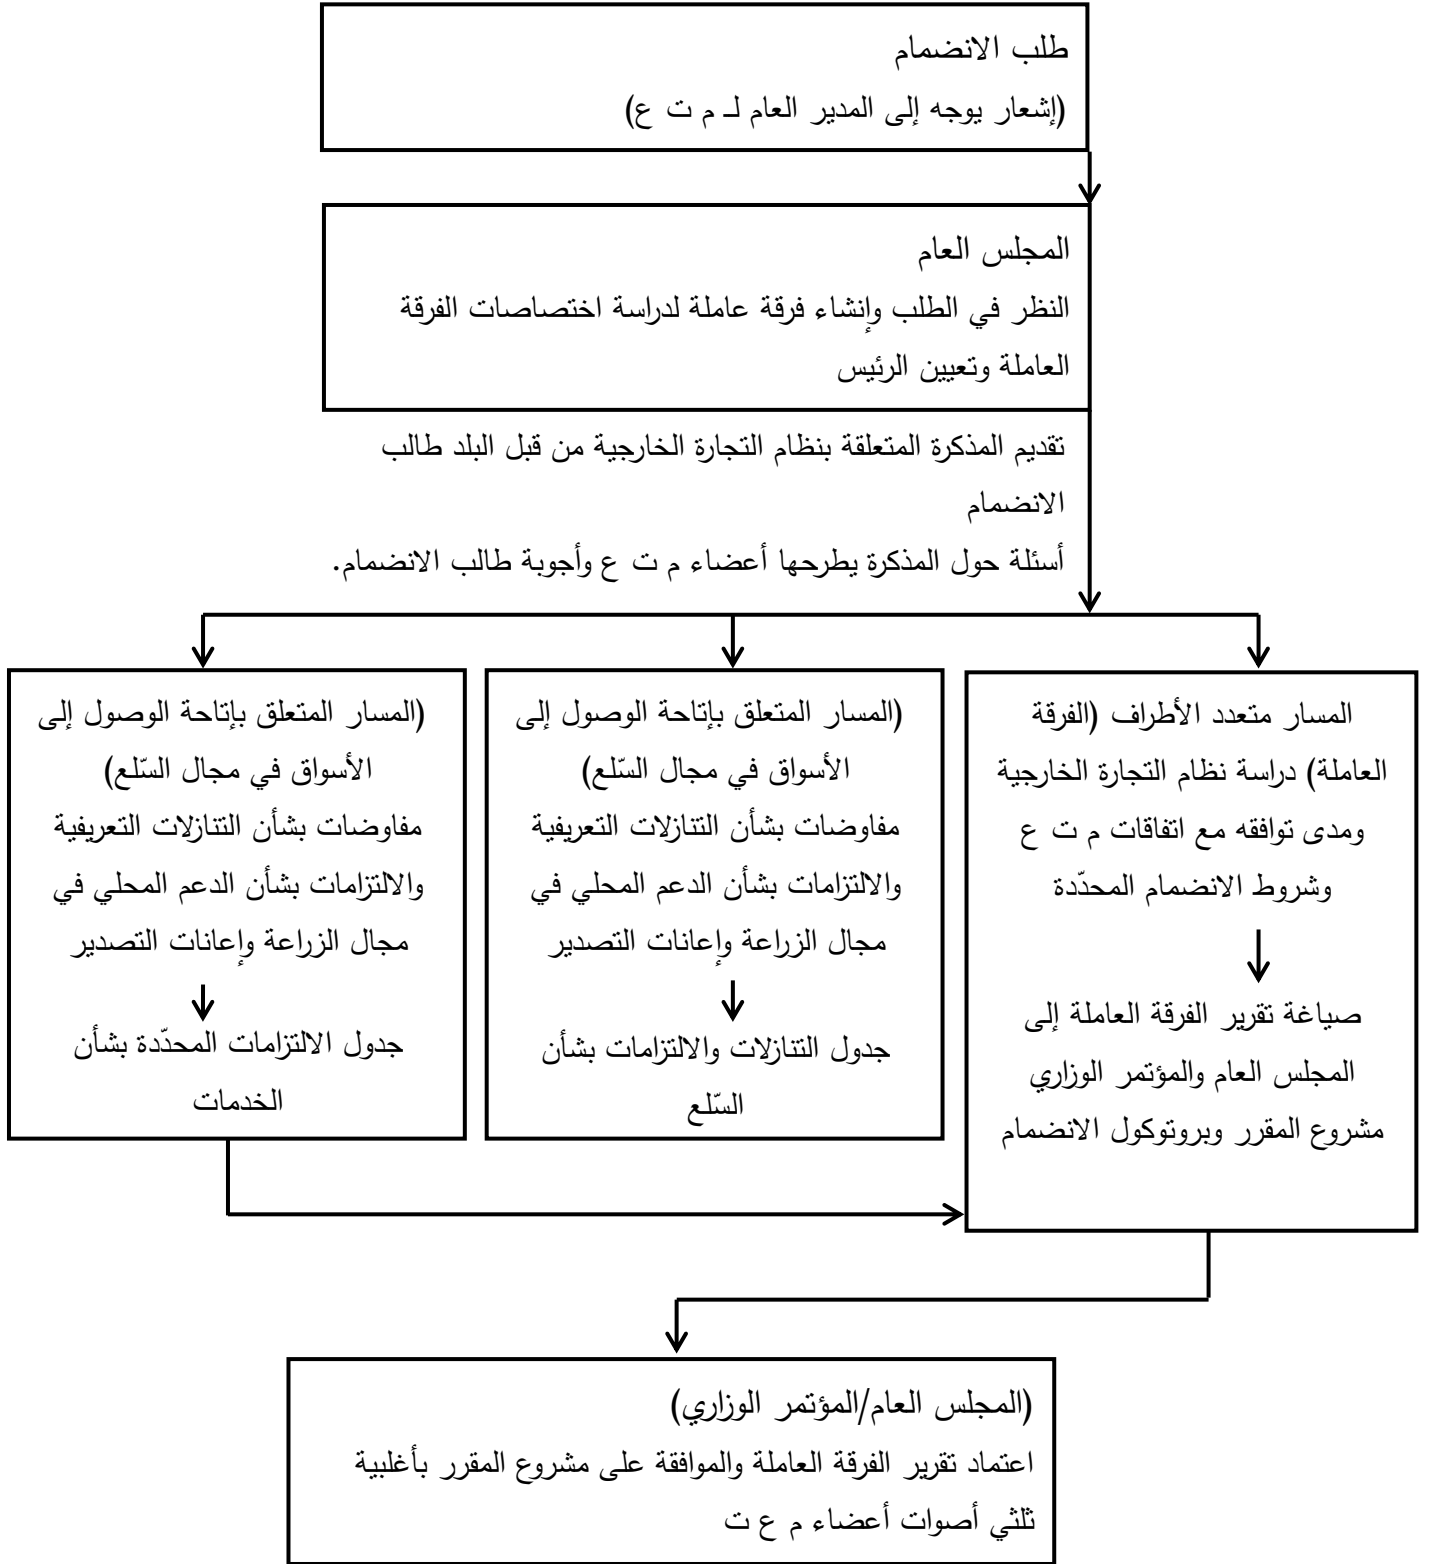 طلب الانضمام
(إشعار يوجه إلى المدير العام لـ م ت ع)
المجلس العام
النظر في الطلب وإنشاء فرقة عاملة لدراسة اختصاصات الفرقة
العاملة وتعيين الرئيس
تقديم المذكرة المتعلقة بنظام التجارة الخارجية من قبل البلد طالب
الانضمام
أسئلة حول المذكرة يطرحها أعضاء م ت ع وأجوبة طالب الانضمام.
المسار متعدد الأطراف (الفرقة
العاملة) دراسة نظام التجارة الخارجية
ومدى توافقه مع اتفاقات م ت ع
وشروط الانضمام المحدّدة
صياغة تقرير الفرقة العاملة إلى
المجلس العام والمؤتمر الوزاري
مشروع المقرر وبروتوكول الانضمام
(المسار المتعلق بإتاحة الوصول إلى
الأسواق في مجال السّلع)
مفاوضات بشأن التنازلات التعريفية
والالتزامات بشأن الدعم المحلي في
مجال الزراعة وإعانات التصدير
جدول التنازلات والالتزامات بشأن
السّلع
(المسار المتعلق بإتاحة الوصول إلى
الأسواق في مجال السّلع)
مفاوضات بشأن التنازلات التعريفية
والالتزامات بشأن الدعم المحلي في
مجال الزراعة وإعانات التصدير
جدول الالتزامات المحدّدة بشأن
الخدمات
(المجلس العام/المؤتمر الوزاري)
اعتماد تقرير الفرقة العاملة والموافقة على مشروع المقرر بأغلبية
ثلثي أصوات أعضاء م ع ت